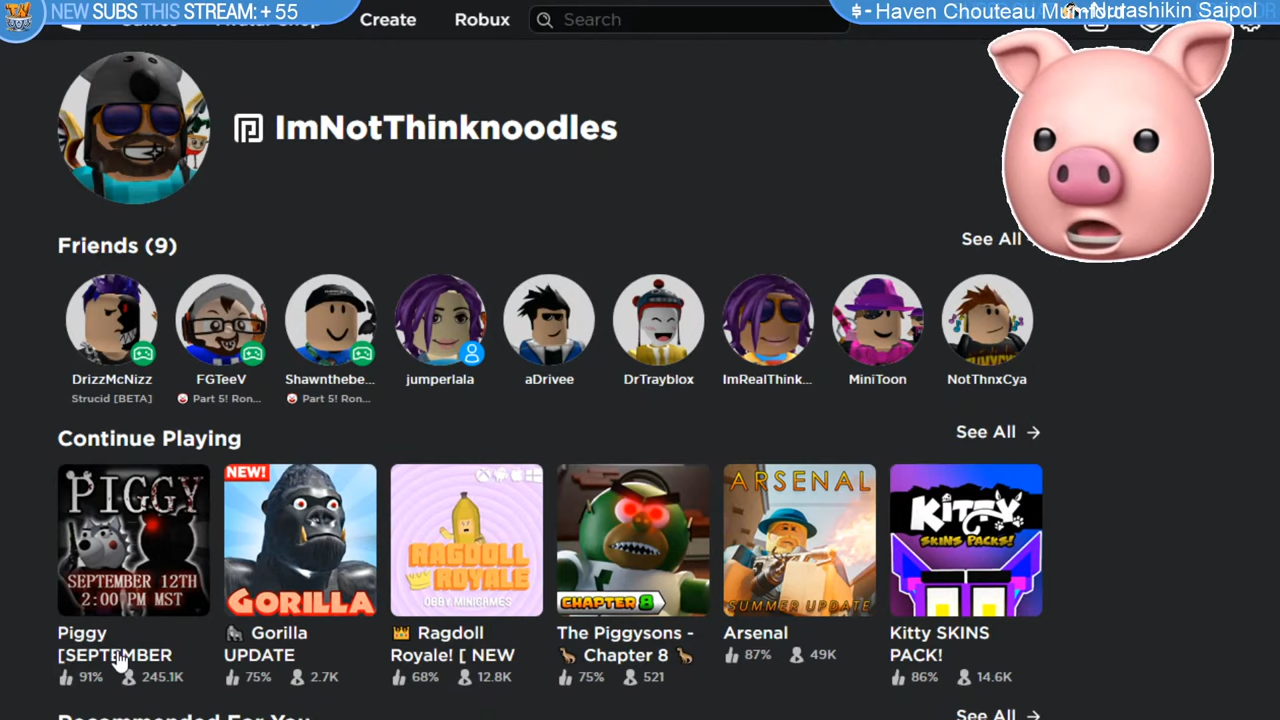 NEW SUBS THIS STREAM: + 55
Create
Robux
Search
$- Haven Chouteau Mumford
Nurashikin Saipol
ImNotThinknoodles
Friends (9)
See All
DrizzMcNizz
FGTeeV
Shawnthebe...
jumperlala
aDrivee
DrTrayblox
ImRealThink...
MiniToon
NotThnxCya
Strucid [BETA]
Part 5! Ron...
Part 5! Ron...
Continue Playing
See All →
PIGGY
SEPTEMBER 12TH
2:00 PM MST
NEW!
GORILLA
RAGDOLL
ROYALE!
OBBY MINIGAMES
CHAPTER 8
ARSENAL
SUMMER UPDATE
KITTY
SKINS PACKS!
Piggy
[SEPTEMBER
91% 245.1K
Gorilla
UPDATE
75% 2.7K
Ragdoll
Royale! [ NEW
68% 12.8K
The Piggysons -
Chapter 8
75% 521
Arsenal
87% 49K
Kitty SKINS
PACK!
86% 14.6K
Recommended For You
See All →